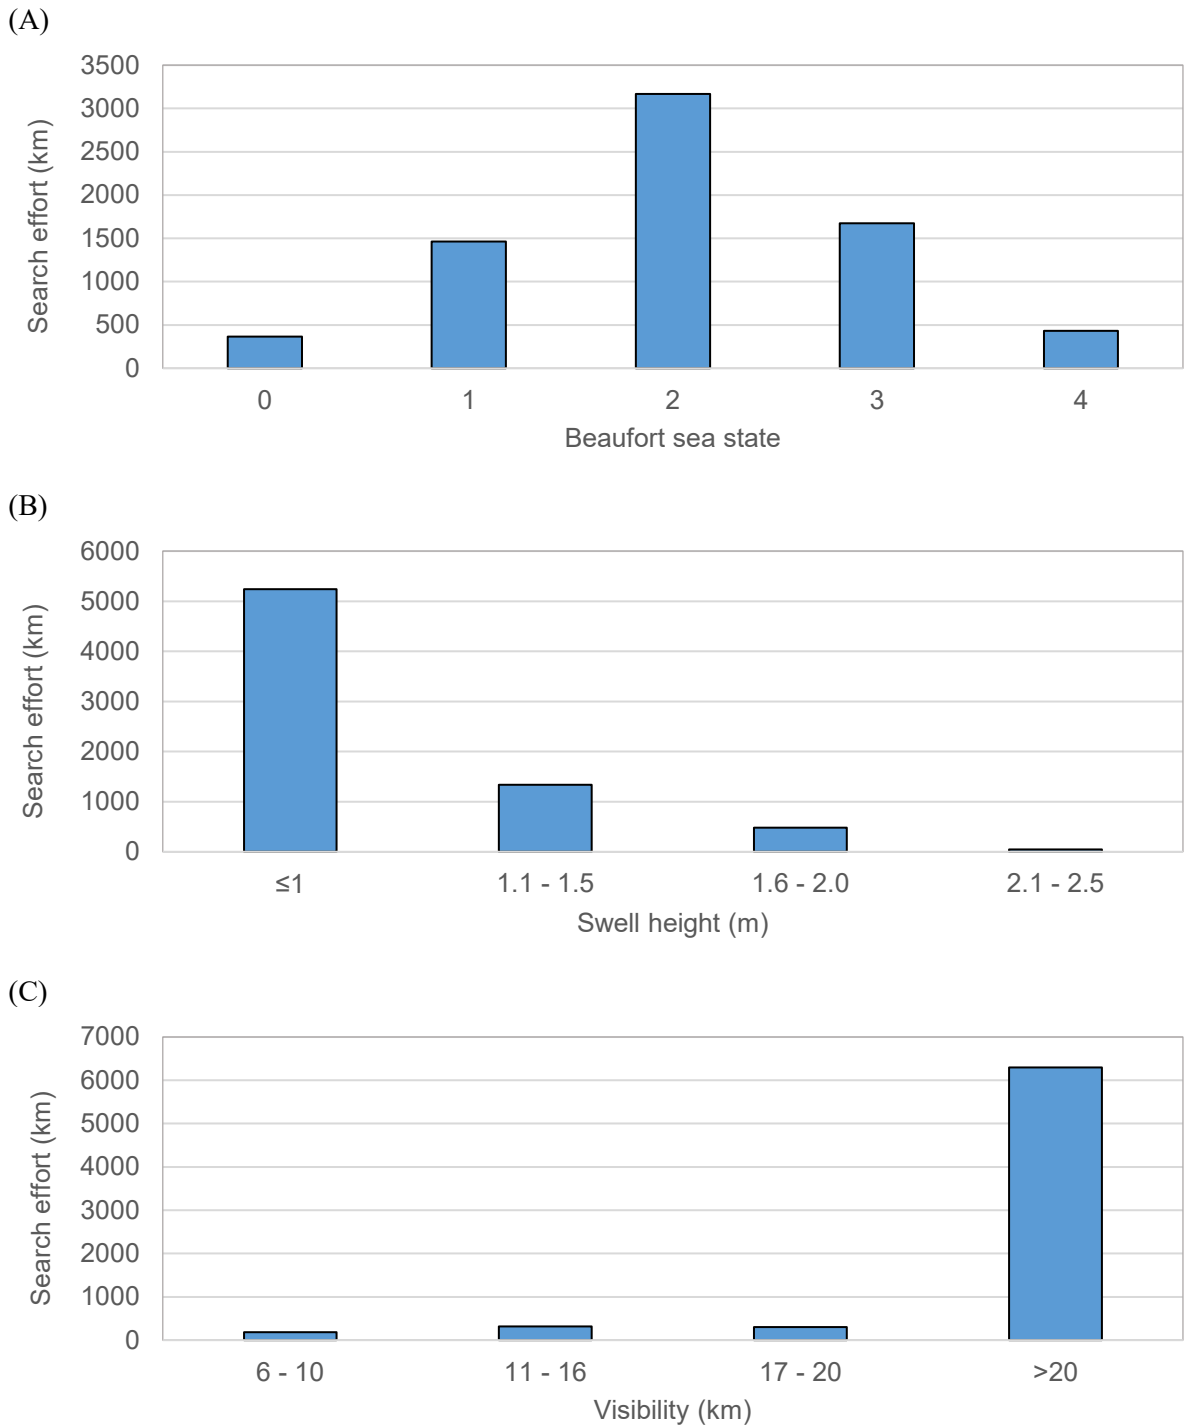 (A)
3500
3000
2500
2000
1500
1000
500
0
Search effort (km)
0 1 2 3 4
Beaufort sea state
(B)
6000
5000
4000
3000
2000
1000
0
Search effort (km)
≤1 1.1 - 1.5 1.6 - 2.0 2.1 - 2.5
Swell height (m)
(C)
7000
6000
5000
4000
3000
2000
1000
0
Search effort (km)
6 - 10 11 - 16 17 - 20 >20
Visibility (km)